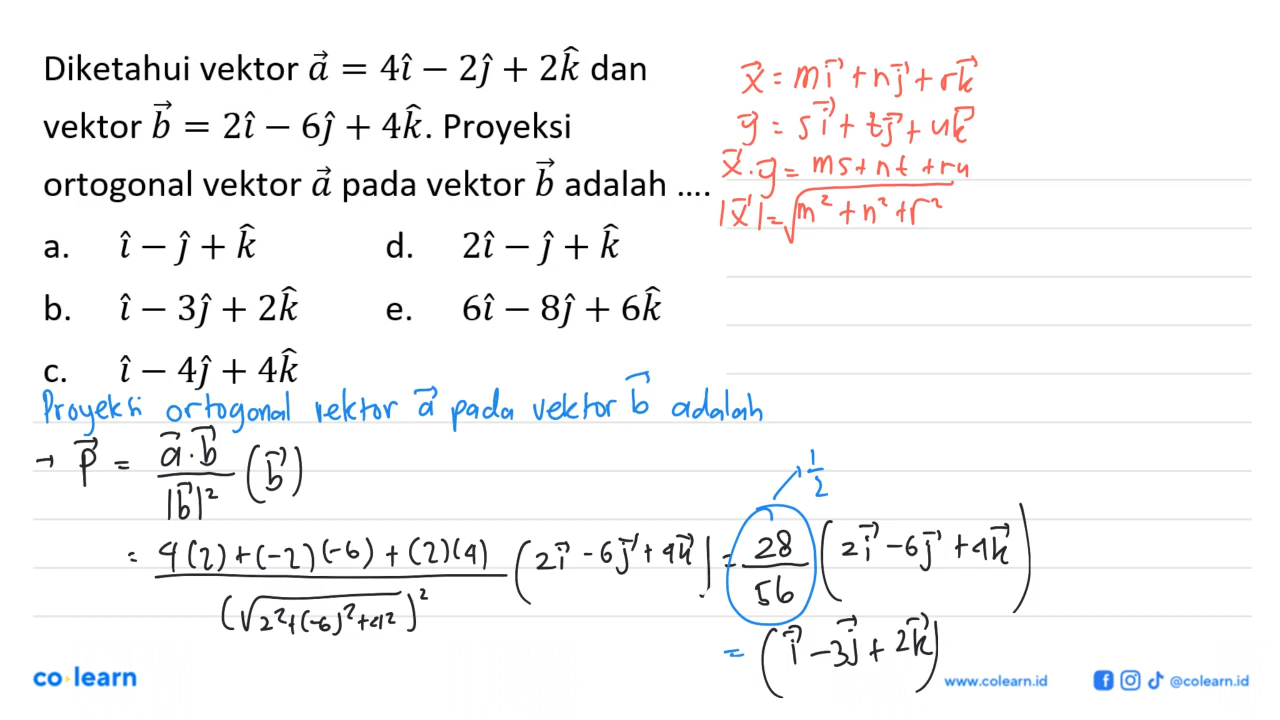 Diketahui vektor a⃗ = 4î − 2ĵ + 2k̂ dan
vektor b⃗ = 2î − 6ĵ + 4k̂. Proyeksi
ortogonal vektor a⃗ pada vektor b⃗ adalah ....
a. î − ĵ + k̂ d. 2î − ĵ + k̂
b. î − 3ĵ + 2k̂ e. 6î − 8ĵ + 6k̂
c. î − 4ĵ + 4k̂
x⃗ = mi⃗ + nj⃗ + rk⃗
y⃗ = si⃗ + tj⃗ + uk⃗
x⃗ . y⃗ = ms + nt + ru
|x⃗| = √(m² + n² + r²)
Proyeksi ortogonal vektor a⃗ pada vektor b⃗ adalah
→ p⃗ = a⃗ . b⃗ / |b⃗|² (b⃗)
= 4(2) + (-2)(-6) + (2)(4) / (√(2² + (-6)² + 4²))² (2i⃗ - 6j⃗ + 4k⃗) = 28/56 (2i⃗ - 6j⃗ + 4k⃗)
→ 1/2
= (i⃗ - 3j⃗ + 2k⃗)
co learn
www.colearn.id
@colearn.id